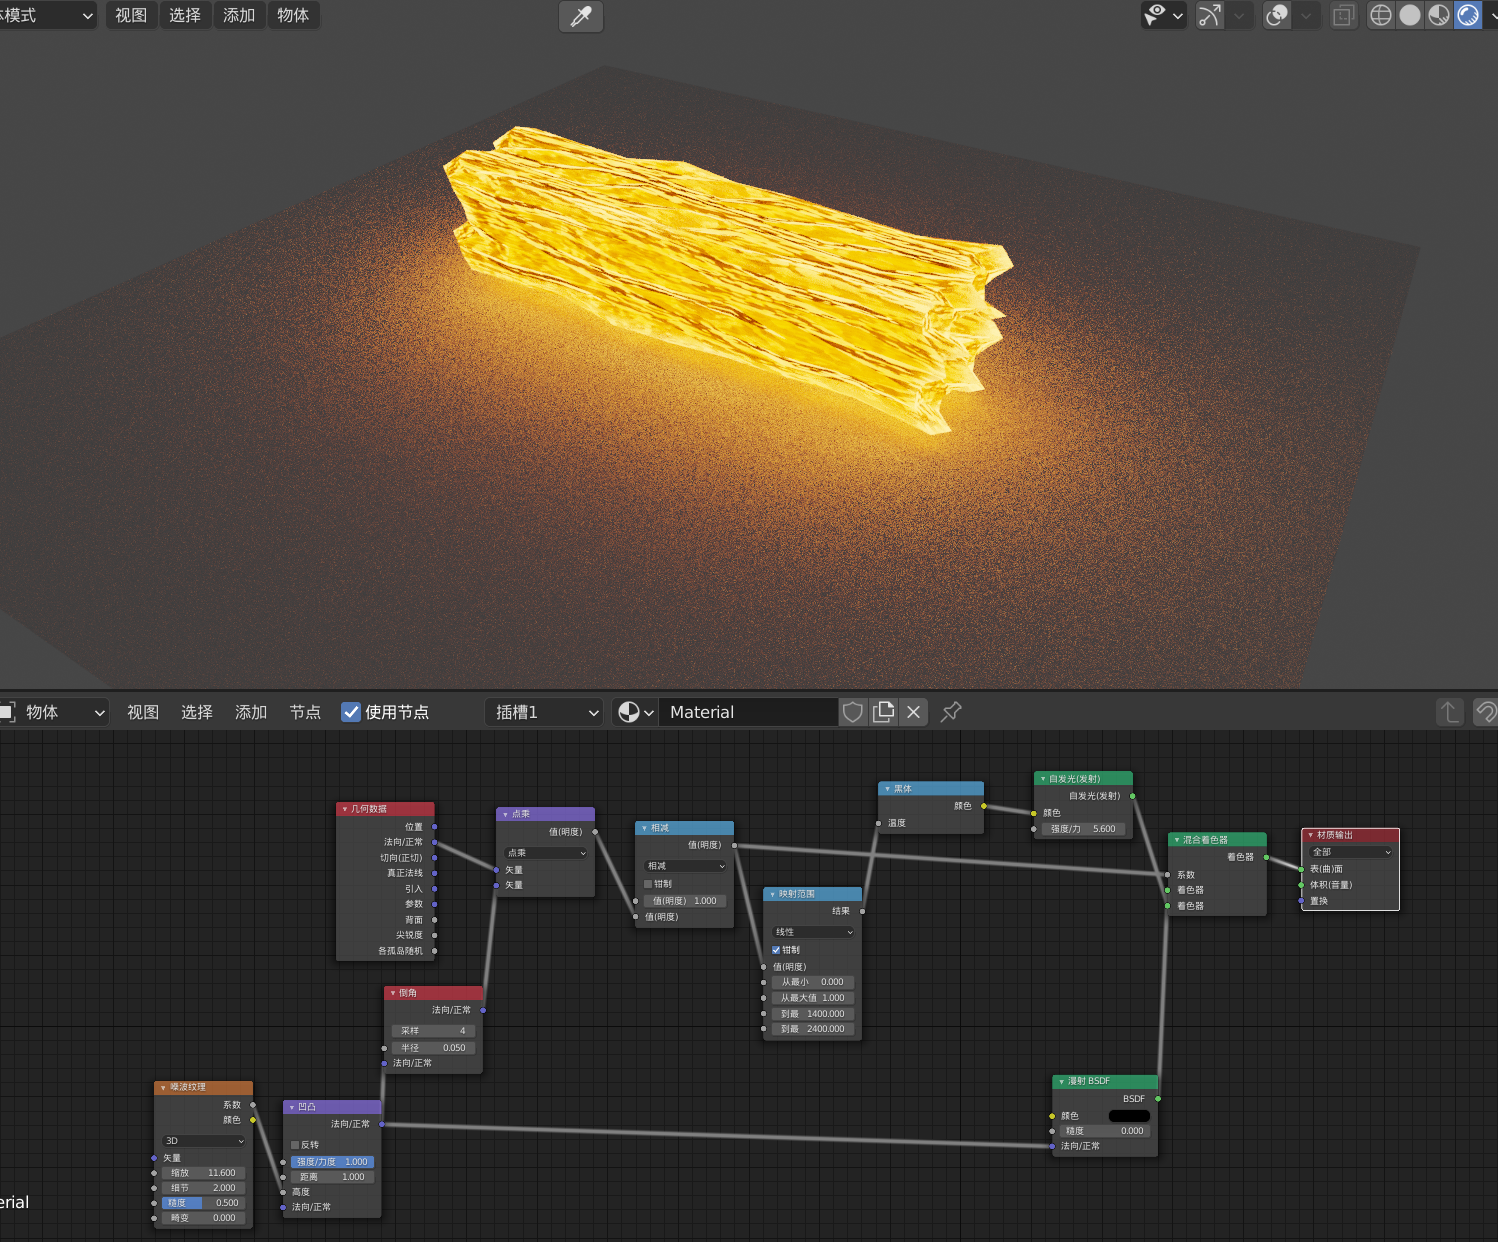 体模式 视图 选择 添加 物体
物体 视图 选择 添加 节点 使用节点 插槽1 Material
几何数据
位置
法向/正常
切向(正切)
真正法线
引入
参数
背面
尖锐度
各孤岛随机
点乘
值(明度)
点乘
矢量
矢量
相减
值(明度)
相减
钳制
值(明度) 1.000
值(明度)
映射范围
结果
线性
钳制
值(明度)
从最小 0.000
从最大值 1.000
到最 1400.000
到最 2400.000
黑体
颜色
温度
自发光(发射)
自发光(发射)
颜色
强度/力 5.600
混合着色器
着色器
系数
着色器
着色器
材质输出
全部
表(曲)面
体积(音量)
置换
倒角
法向/正常
采样 4
半径 0.050
法向/正常
噪波纹理
系数
颜色
3D
矢量
缩放 11.600
细节 2.000
糙度 0.500
畸变 0.000
凹凸
法向/正常
反转
强度/力度 1.000
距离 1.000
高度
法向/正常
漫射 BSDF
BSDF
颜色
糙度 0.000
法向/正常
erial